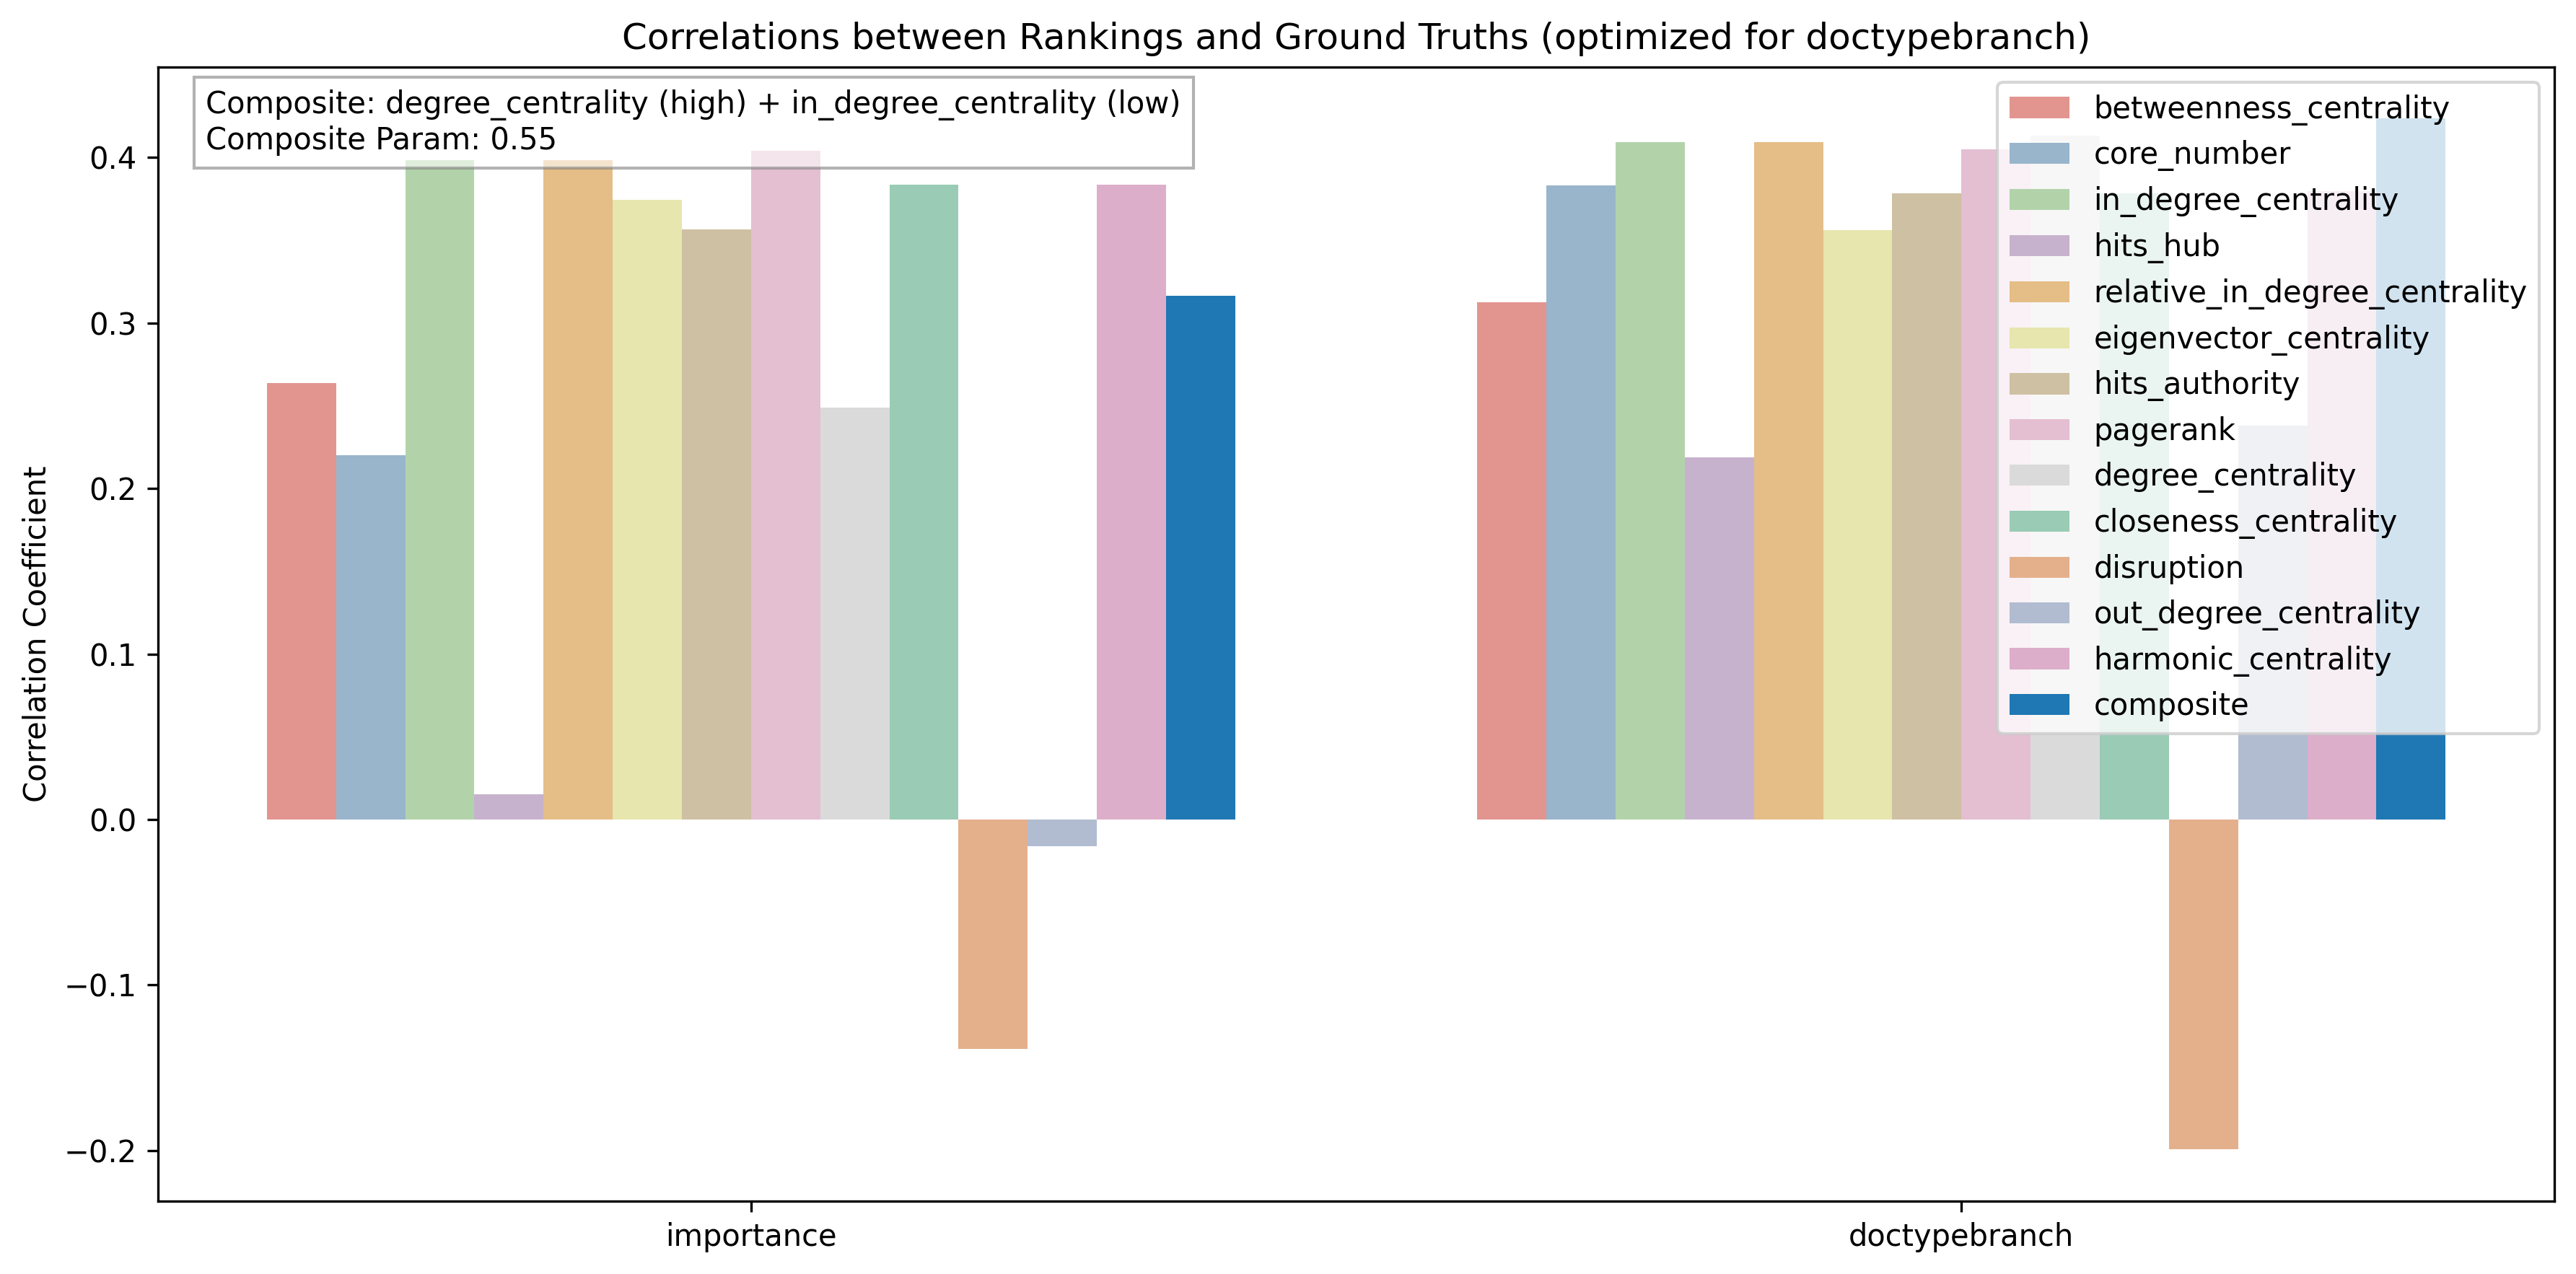 Correlations between Rankings and Ground Truths (optimized for doctypebranch)
Composite: degree_centrality (high) + in_degree_centrality (low)
Composite Param: 0.55
betweenness_centrality
core_number
in_degree_centrality
hits_hub
relative_in_degree_centrality
eigenvector_centrality
hits_authority
pagerank
degree_centrality
closeness_centrality
disruption
out_degree_centrality
harmonic_centrality
composite
Correlation Coefficient
0.4
0.3
0.2
0.1
0.0
−0.1
−0.2
importance
doctypebranch